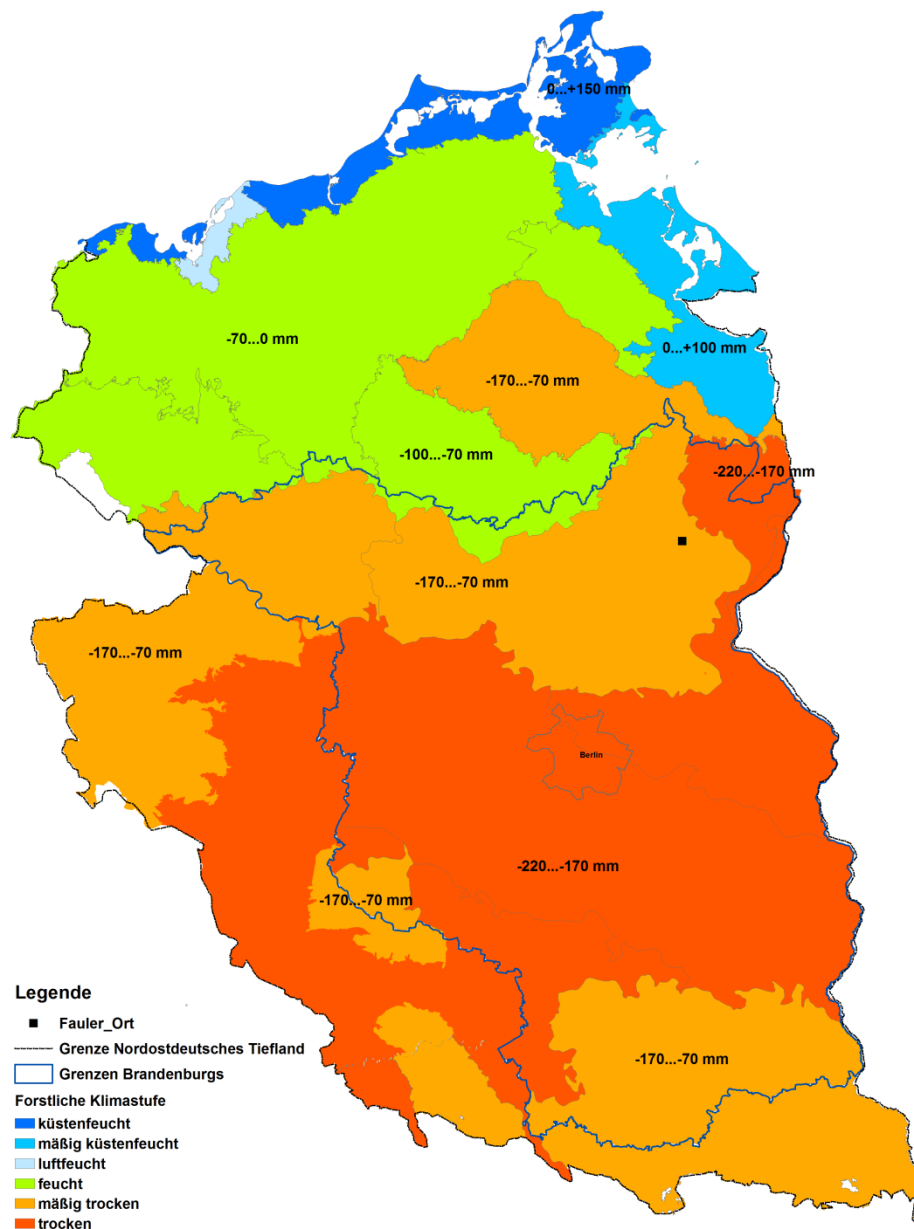 0...+150 mm
-70...0 mm
0...+100 mm
-170...-70 mm
-100...-70 mm
-220...-170 mm
-170...-70 mm
-170...-70 mm
Berlin
-220...-170 mm
-170...-70 mm
-170...-70 mm
Legende
Fauler_Ort
Grenze Nordostdeutsches Tiefland
Grenzen Brandenburgs
Forstliche Klimastufe
küstenfeucht
mäßig küstenfeucht
luftfeucht
feucht
mäßig trocken
trocken